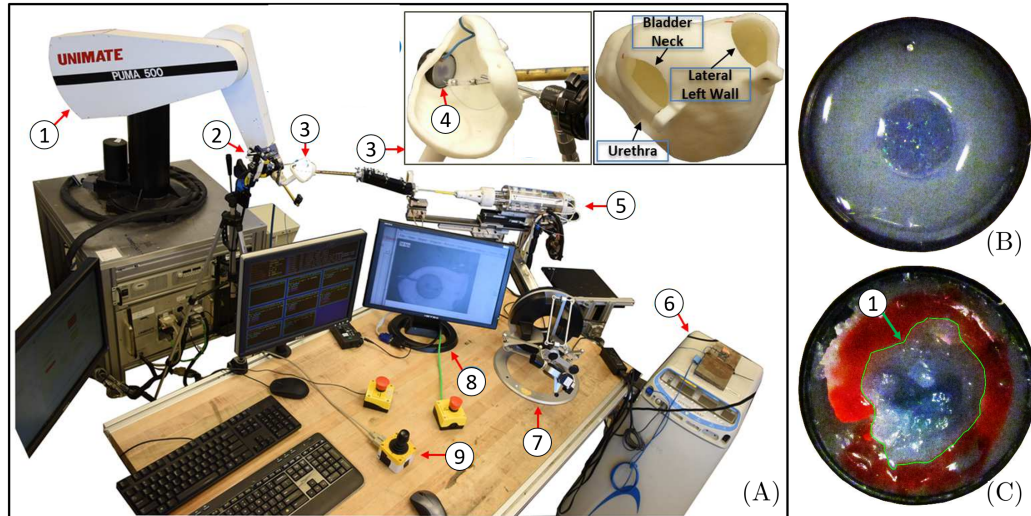 UNIMATE
PUMA 500
1
2
3
3
4
Bladder
Neck
Lateral
Left Wall
Urethra
5
6
7
8
9
(A)
(B)
1
(C)